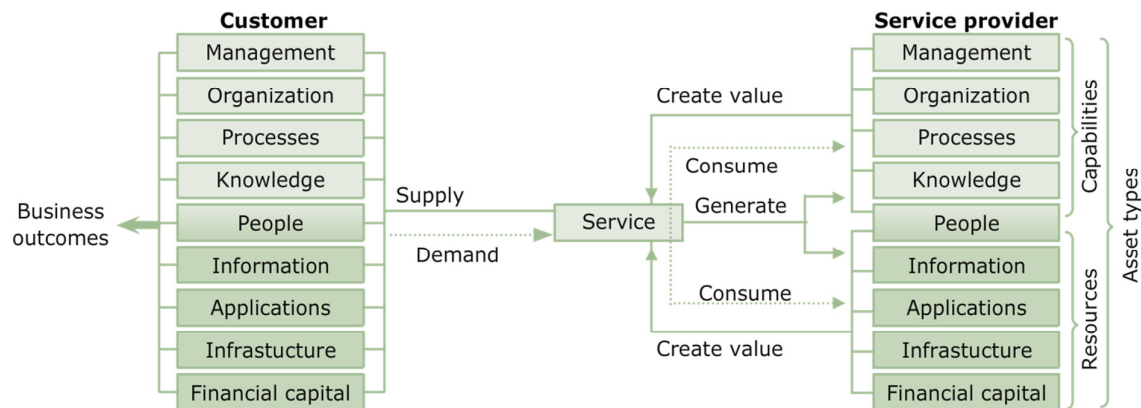 Customer
Management
Organization
Processes
Knowledge
People
Information
Applications
Infrastucture
Financial capital
Business
outcomes
Supply
Demand
Service
Create value
Consume
Generate
Consume
Create value
Service provider
Management
Organization
Processes
Knowledge
People
Information
Applications
Infrastucture
Financial capital
Capabilities
Resources
Asset types